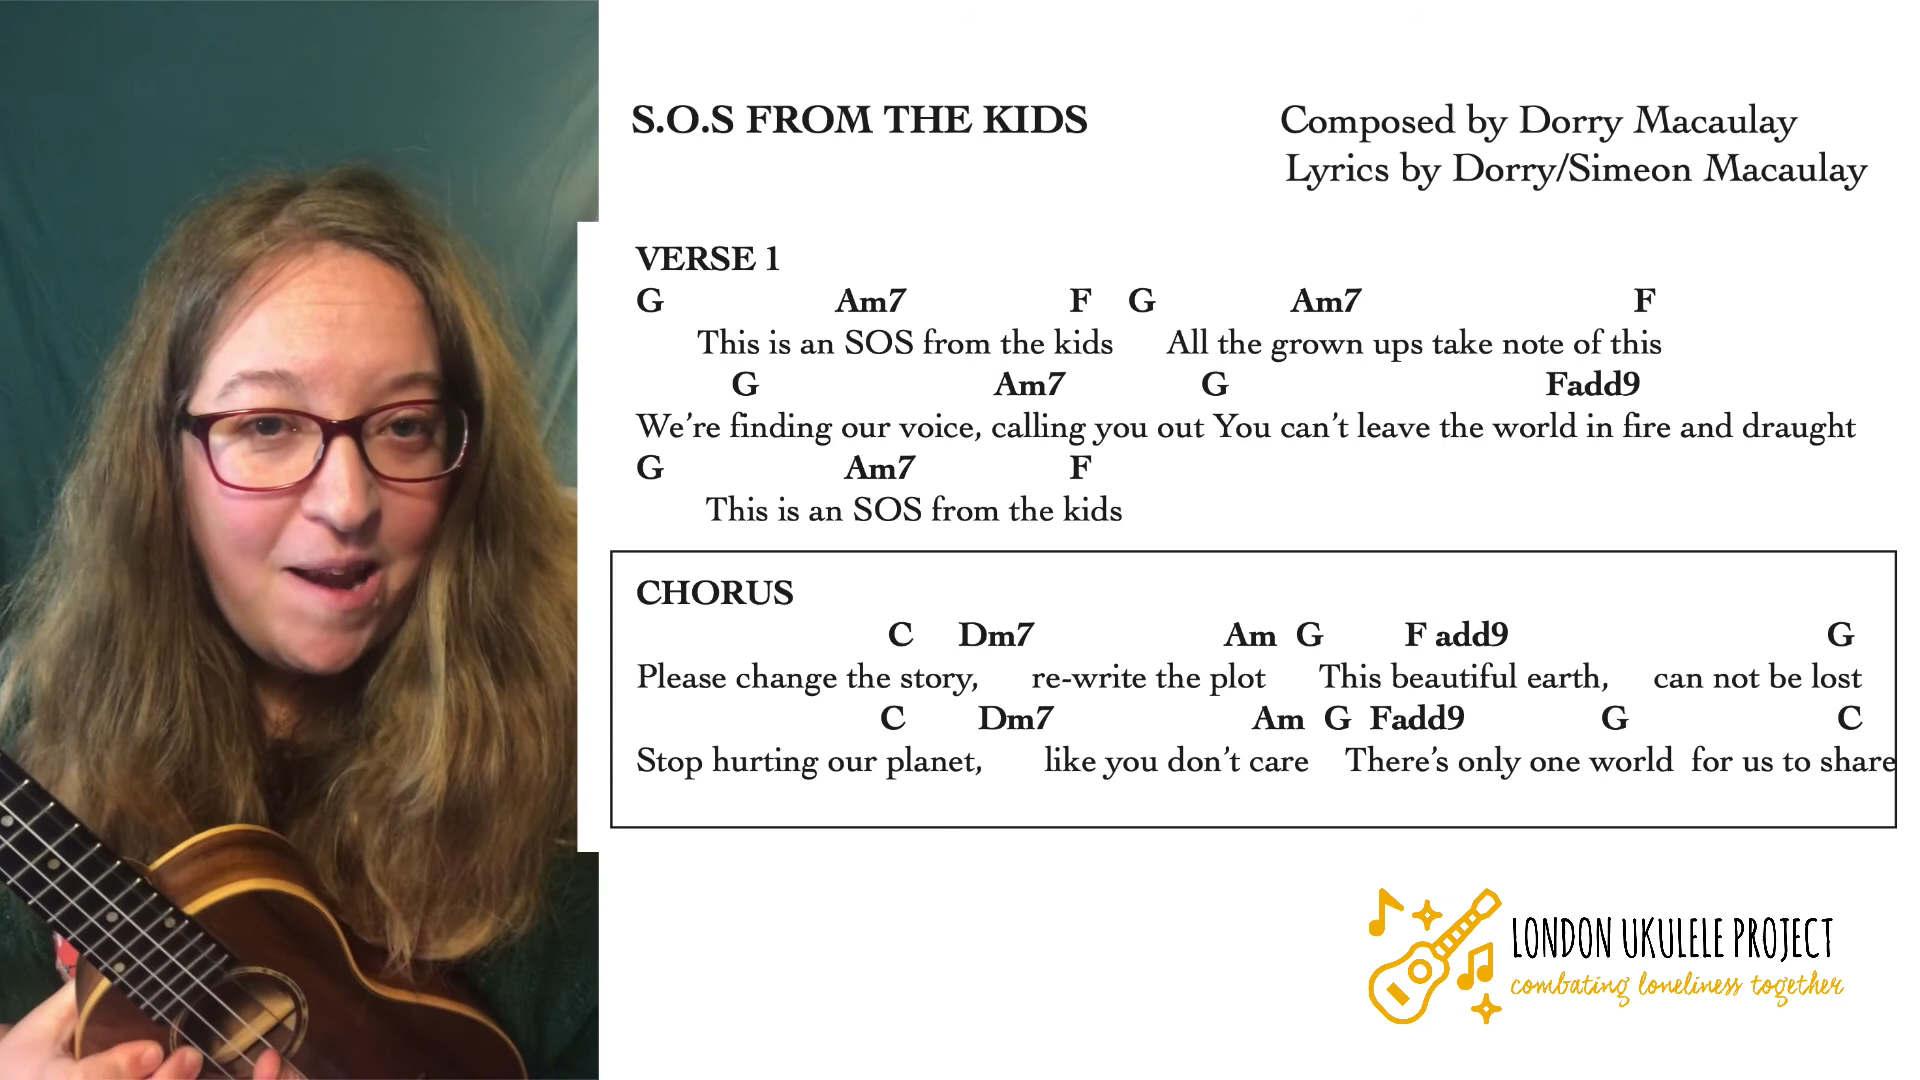 S.O.S FROM THE KIDS
Composed by Dorry Macaulay
Lyrics by Dorry/Simeon Macaulay
VERSE 1
G Am7 F G Am7 F
This is an SOS from the kids All the grown ups take note of this
G Am7 G Fadd9
We're finding our voice, calling you out You can't leave the world in fire and draught
G Am7 F
This is an SOS from the kids
CHORUS
C Dm7 Am G F add9 G
Please change the story, re-write the plot This beautiful earth, can not be lost
C Dm7 Am G Fadd9 G C
Stop hurting our planet, like you don't care There's only one world for us to share
LONDON UKULELE PROJECT
combating loneliness together